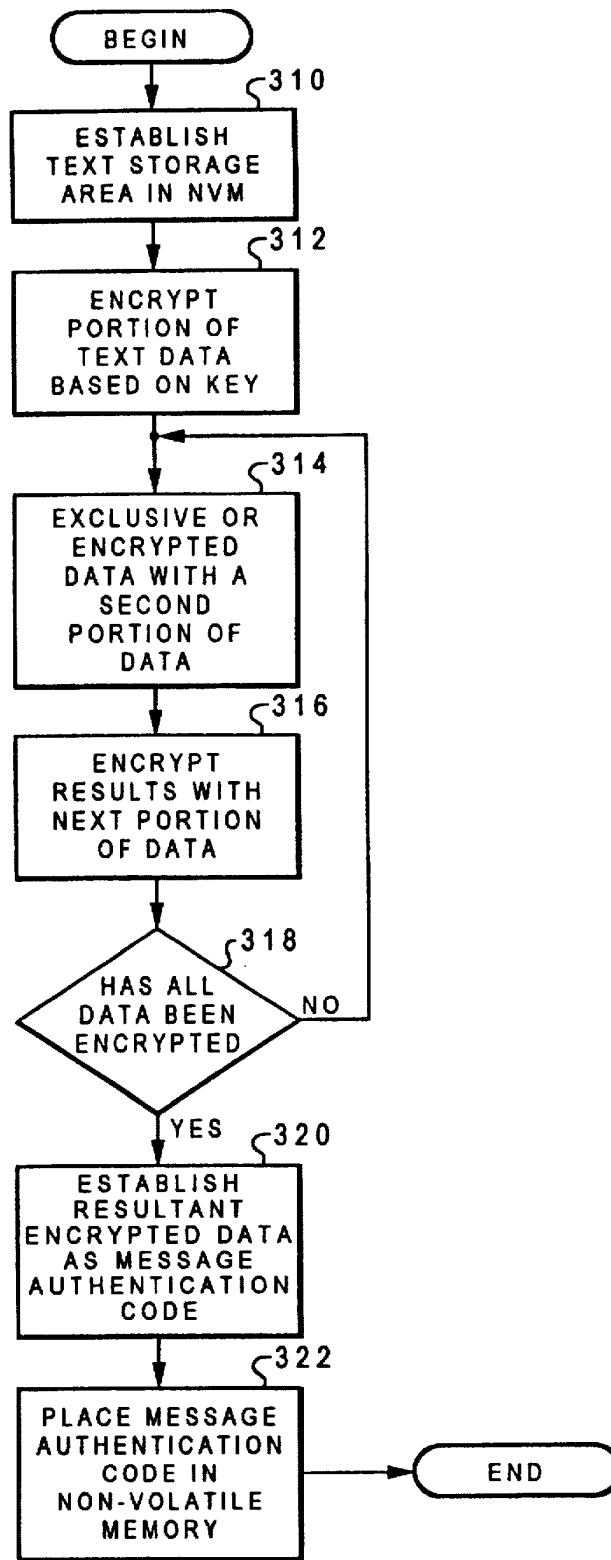 BEGIN
310
ESTABLISH
TEXT STORAGE
AREA IN NVM
312
ENCRYPT
PORTION OF
TEXT DATA
BASED ON KEY
314
EXCLUSIVE OR
ENCRYPTED
DATA WITH A
SECOND
PORTION OF
DATA
316
ENCRYPT
RESULTS WITH
NEXT PORTION
OF DATA
318
HAS ALL
DATA BEEN
ENCRYPTED
NO
YES
320
ESTABLISH
RESULTANT
ENCRYPTED DATA
AS MESSAGE
AUTHENTICATION
CODE
322
PLACE MESSAGE
AUTHENTICATION
CODE IN
NON-VOLATILE
MEMORY
END